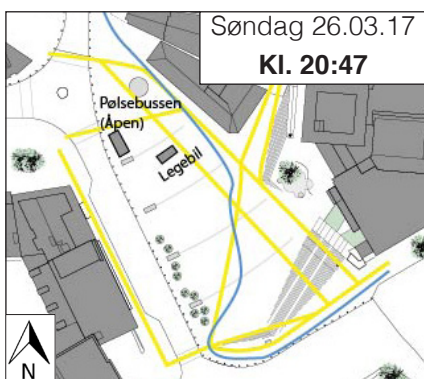 Søndag 26.03.17
Kl. 20:47
Pølsebussen
(Åpen)
Legebil
N